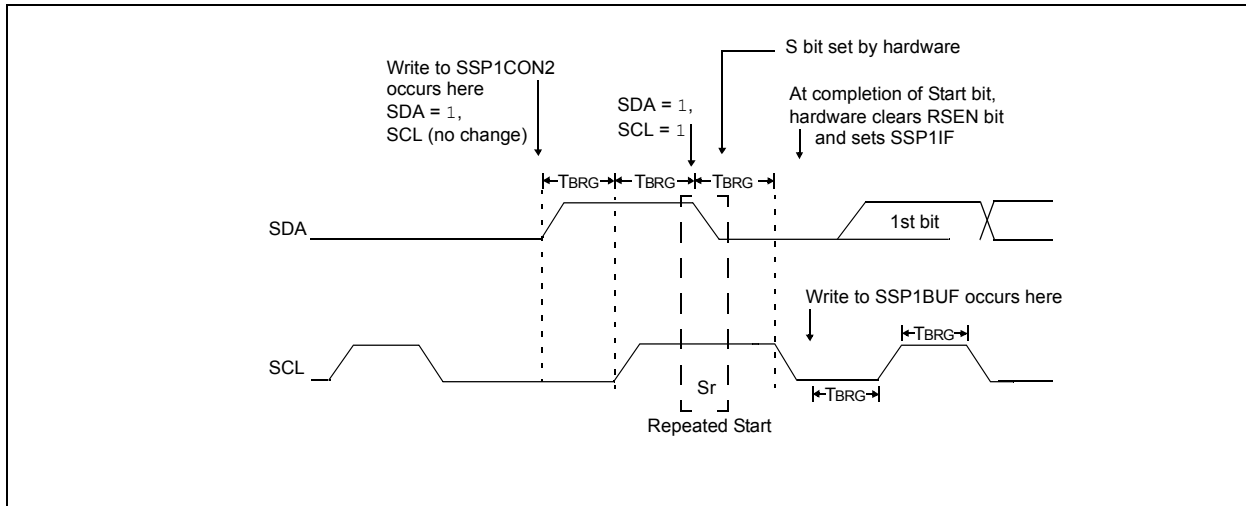 S bit set by hardware
Write to SSP1CON2
occurs here
SDA = 1,
SCL (no change)
SDA = 1,
SCL = 1
At completion of Start bit,
hardware clears RSEN bit
and sets SSP1IF
TBRG TBRG TBRG
SDA
1st bit
Write to SSP1BUF occurs here
TBRG
SCL
Sr
TBRG
Repeated Start